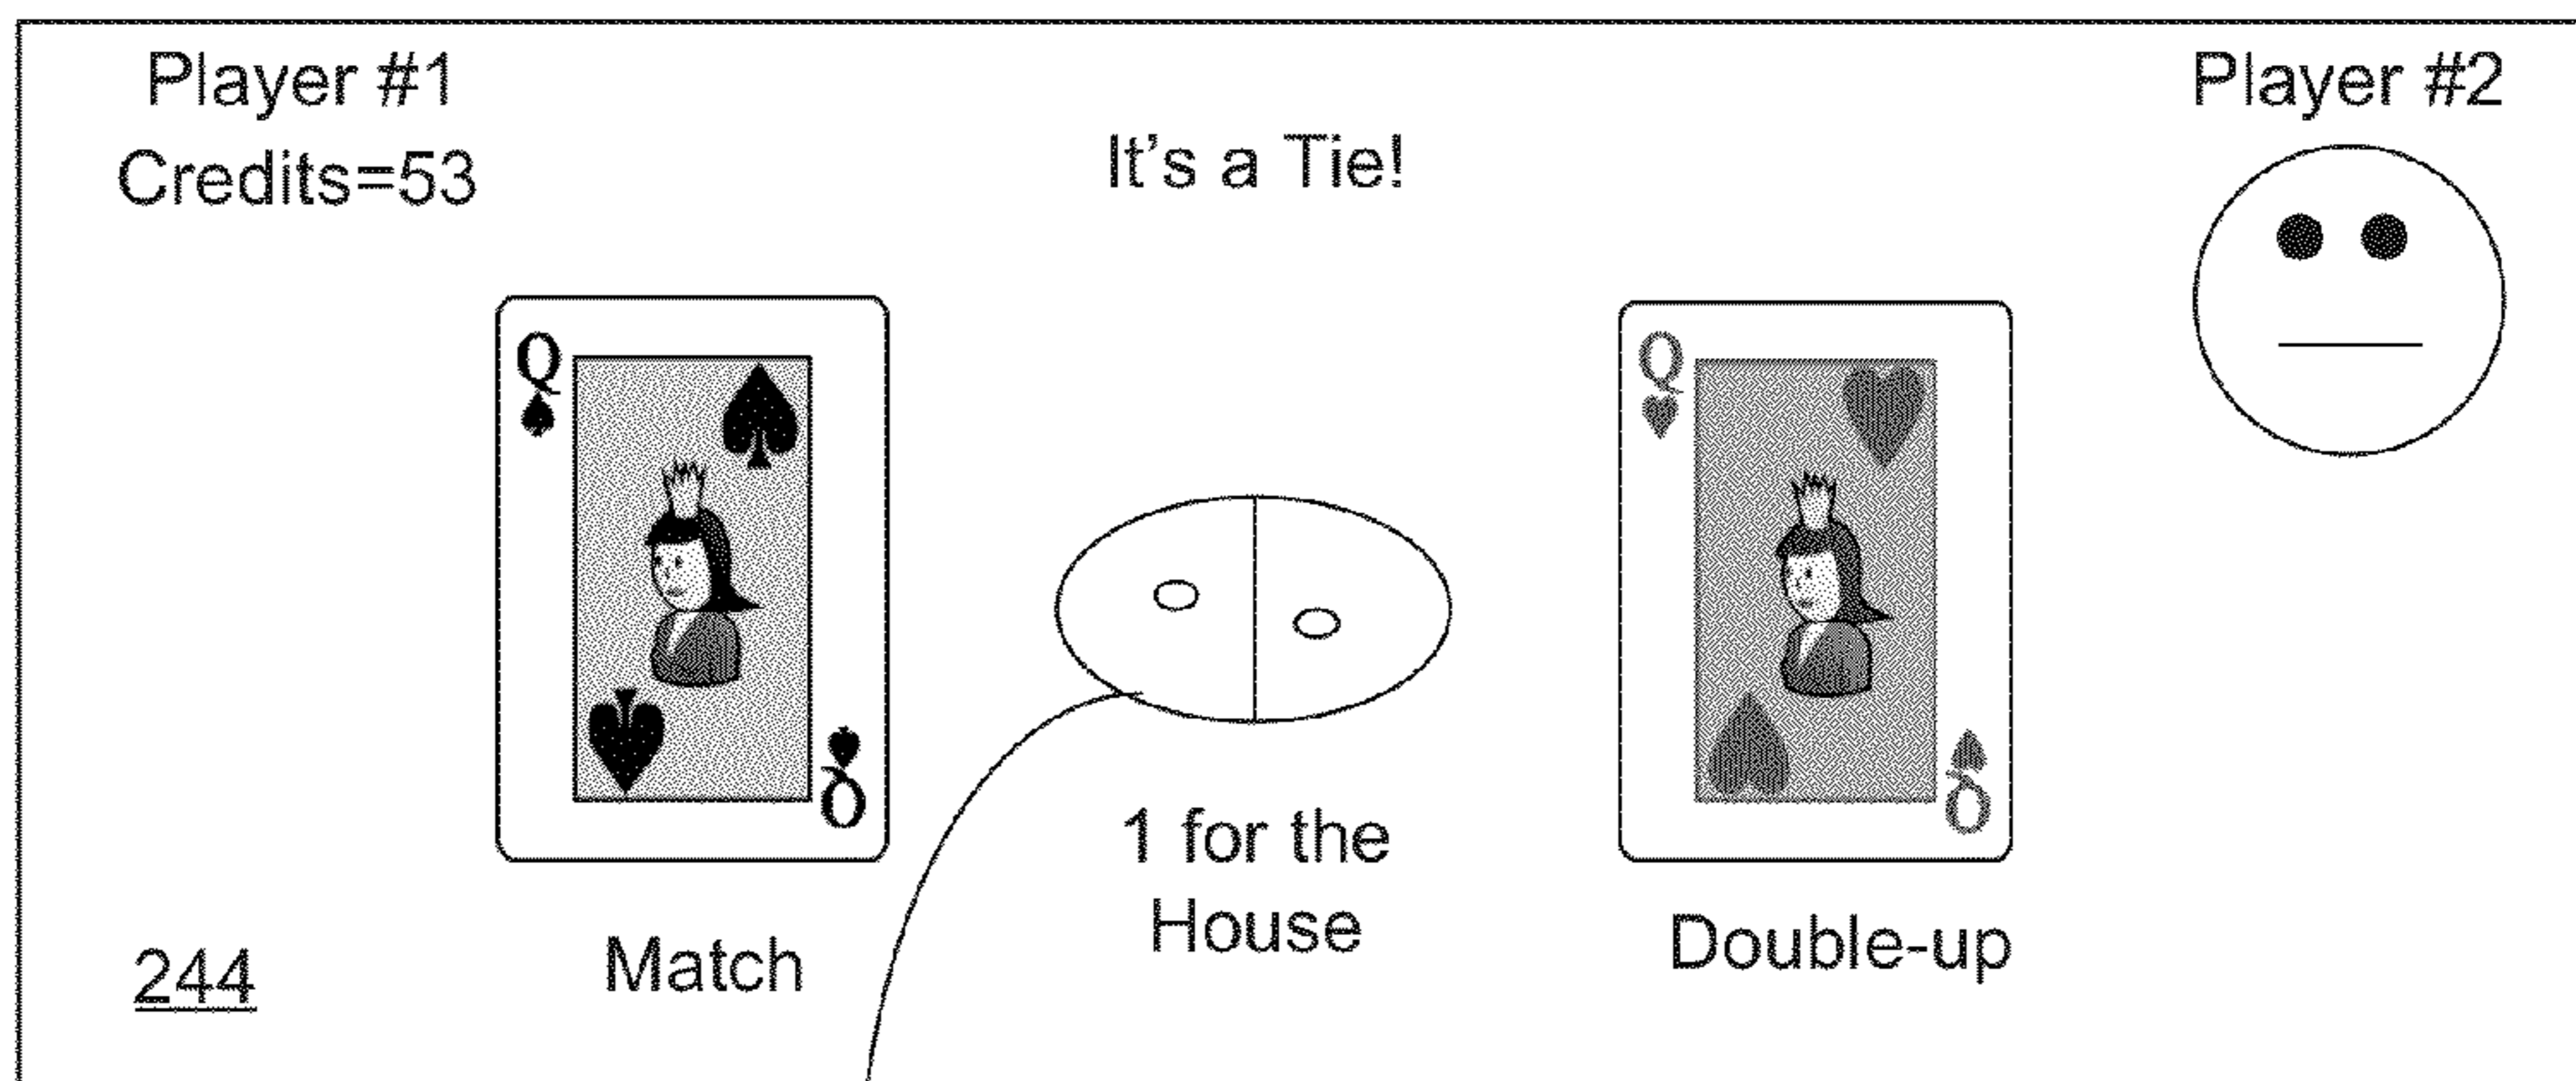 Player #1
Credits=53
It's a Tie!
Player #2
Q
Q
Q
Q
1 for the
House
Match
Double-up
244